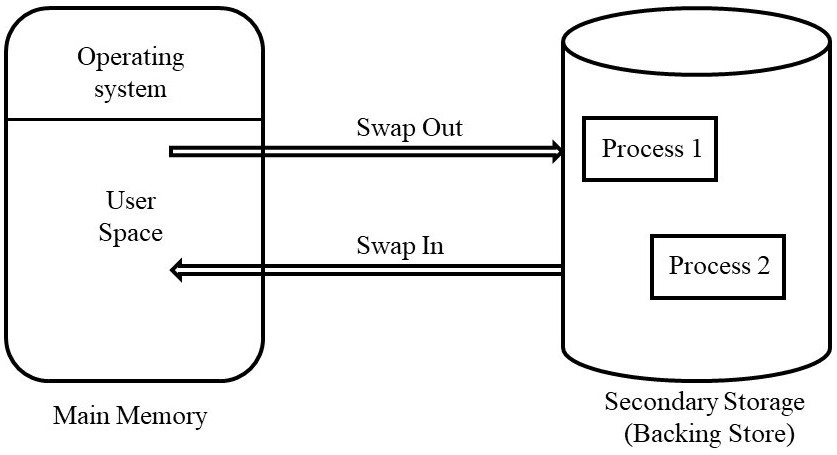 Operating
system
User
Space
Main Memory
Swap Out
Swap In
Process 1
Process 2
Secondary Storage
(Backing Store)